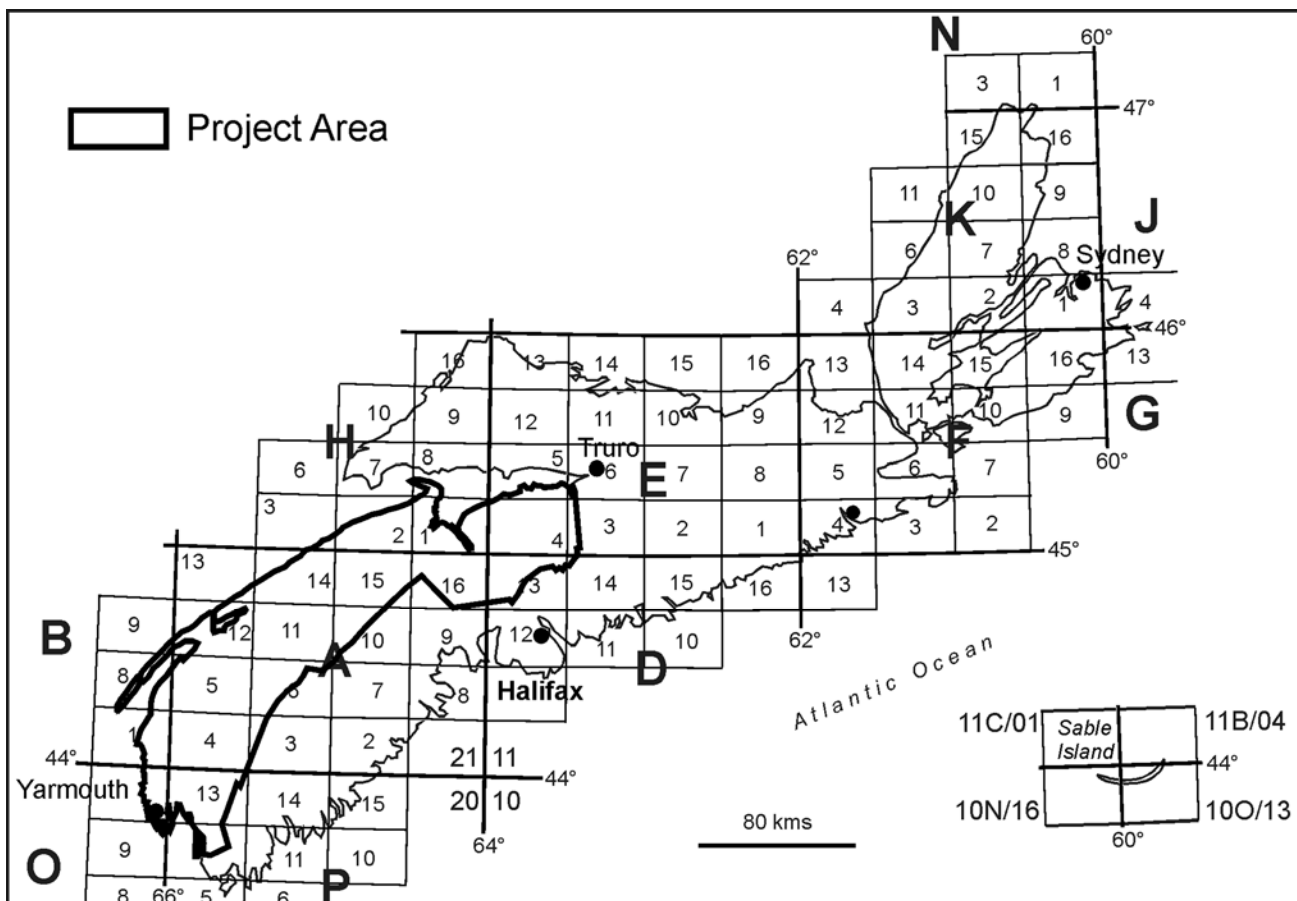 N
60°
3 1
Project Area
47°
15 16
11 10 9
K
J
6 7 8
Sydney
62°
4 3 2 1 4
46°
16 13 14 15 16 13 14 15 16 13
10 9 12 11 10 9 12 11 10 9
G
H
Truro
F
60°
6 7 8 5 6 7 8 5 6 7
E
3 2 1 4 3 2 1 4 3 2
45°
13 14 15 16 3 14 15 16 13
B
9 12 11 10 9 12 11 10
62°
A
D
8 5 6 7 8
Halifax
Atlantic Ocean
1 4 3 2
21 11
44°
44°
20 10
Yarmouth
13 14 15
64°
80 kms
9 11 10
O
8 66° 5 6 P
11C/01
Sable
Island
11B/04
44°
10N/16
10O/13
60°